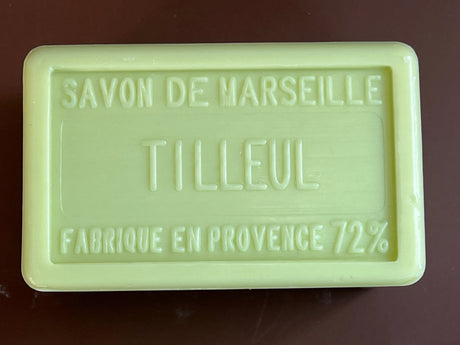 SAVON DE MARSEILLE
TILLEUL
FABRIQUE EN PROVENCE 72%